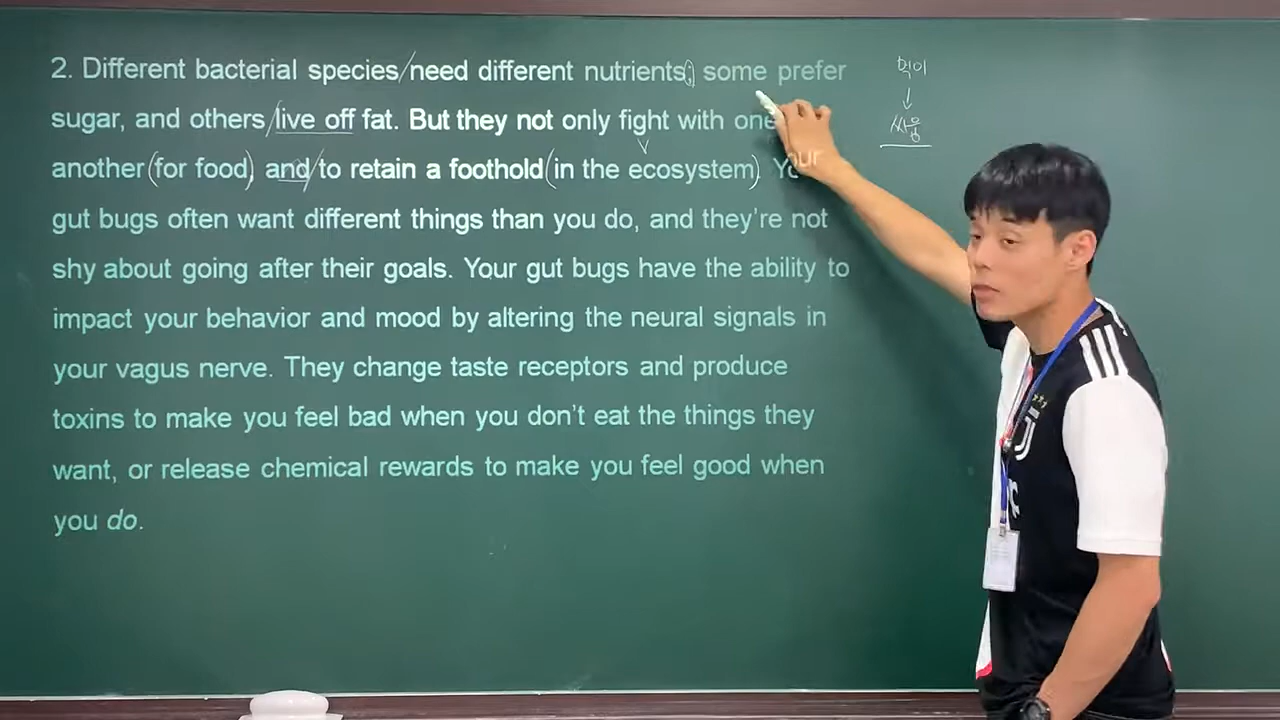 2. Different bacterial species need different nutrients; some prefer
sugar, and others live off fat. But they not only fight with one
another (for food) and to retain a foothold (in the ecosystem) Your
gut bugs often want different things than you do, and they're not
shy about going after their goals. Your gut bugs have the ability to
impact your behavior and mood by altering the neural signals in
your vagus nerve. They change taste receptors and produce
toxins to make you feel bad when you don't eat the things they
want, or release chemical rewards to make you feel good when
you do.
먹이
↓
싸움